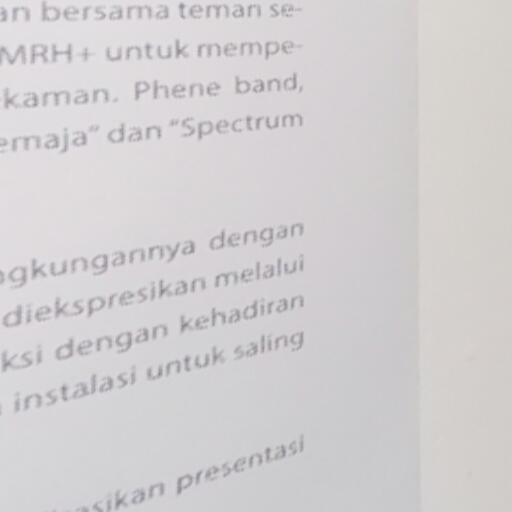 an bersama teman se-
MRH+ untuk mempe-
kaman. Phene band,
emaja" dan "Spectrum
gkungannya dengan
diekspresikan melalui
ksi dengan kehadiran
instalasi untuk saling
sikan presentasi